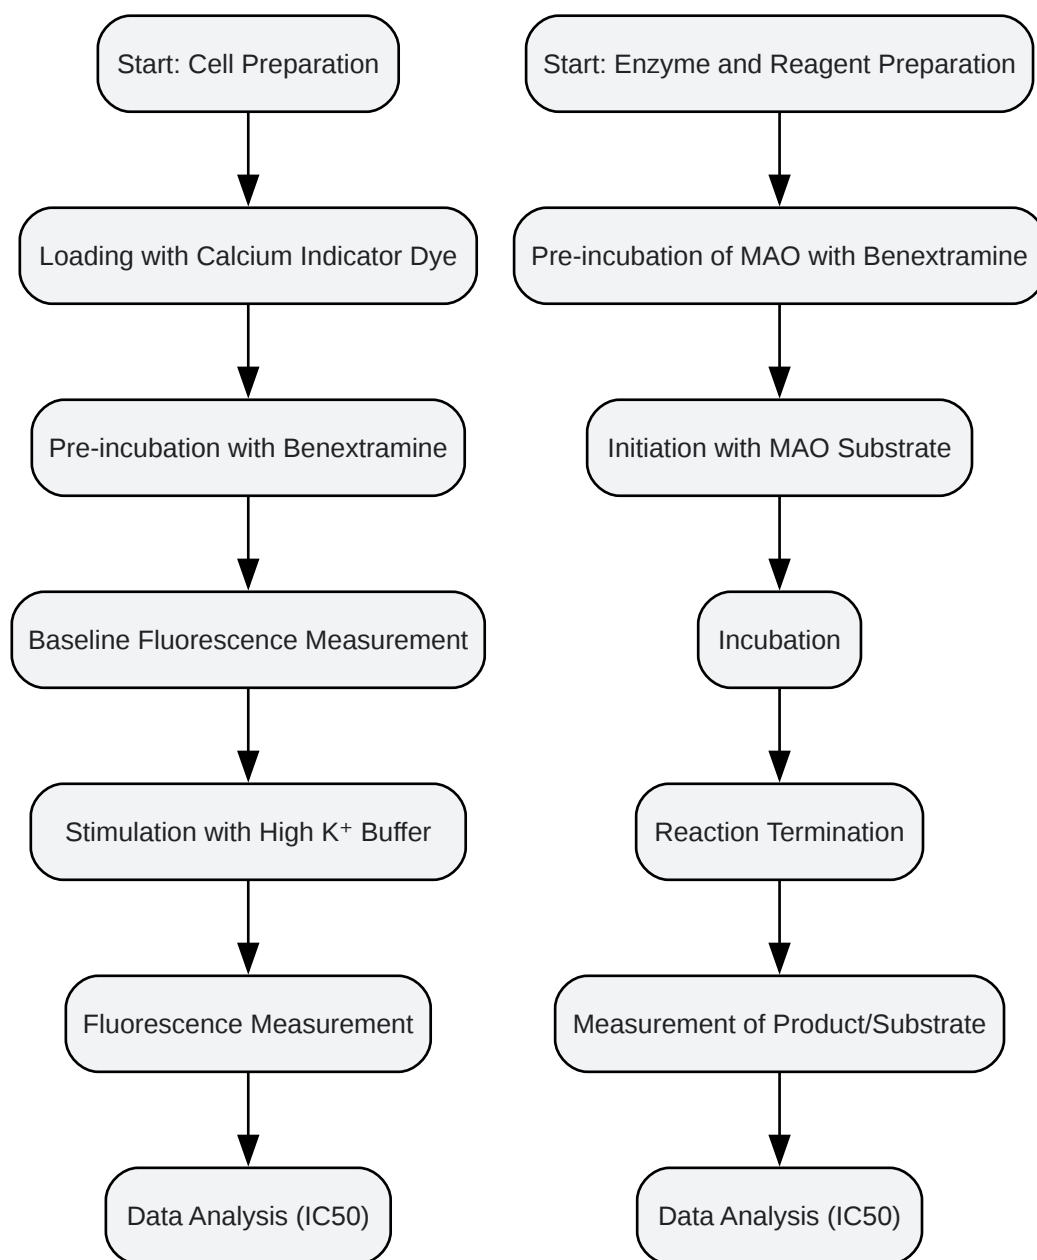 Start: Cell Preparation
Loading with Calcium Indicator Dye
Pre-incubation with Benextramine
Baseline Fluorescence Measurement
Stimulation with High K⁺ Buffer
Fluorescence Measurement
Data Analysis (IC50)
Start: Enzyme and Reagent Preparation
Pre-incubation of MAO with Benextramine
Initiation with MAO Substrate
Incubation
Reaction Termination
Measurement of Product/Substrate
Data Analysis (IC50)